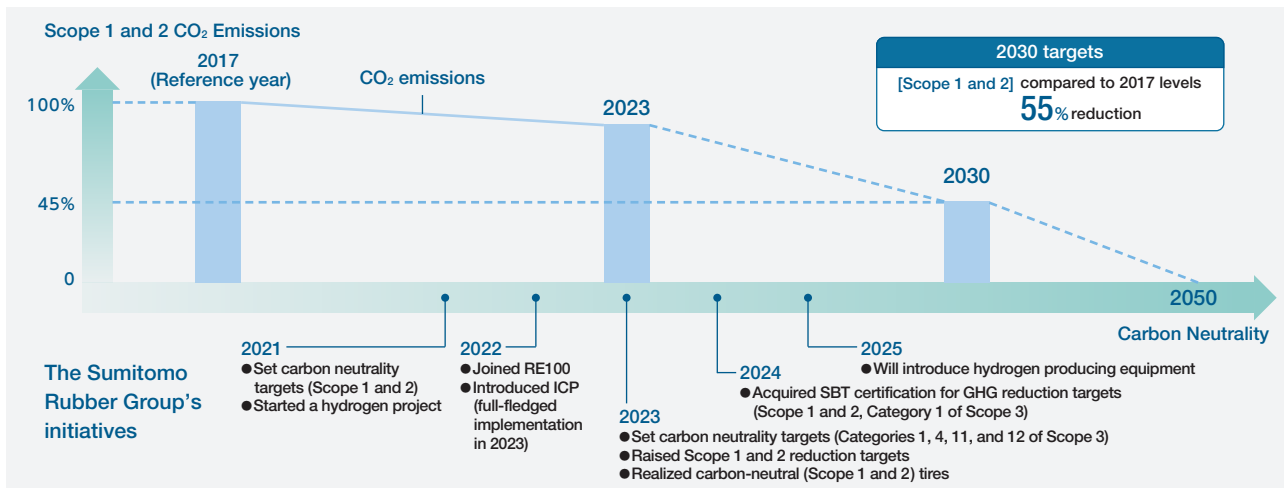 Scope 1 and 2 CO₂ Emissions
2017
(Reference year)
CO₂ emissions
2023
2030 targets
[Scope 1 and 2] compared to 2017 levels
55% reduction
100%
2030
45%
0
2050
Carbon Neutrality
The Sumitomo
Rubber Group's
initiatives
2021
●Set carbon neutrality
targets (Scope 1 and 2)
●Started a hydrogen project
2022
●Joined RE100
●Introduced ICP
(full-fledged
implementation
in 2023)
2023
●Set carbon neutrality targets (Categories 1, 4, 11, and 12 of Scope 3)
●Raised Scope 1 and 2 reduction targets
●Realized carbon-neutral (Scope 1 and 2) tires
2024
●Acquired SBT certification for GHG reduction targets
(Scope 1 and 2, Category 1 of Scope 3)
2025
●Will introduce hydrogen producing equipment